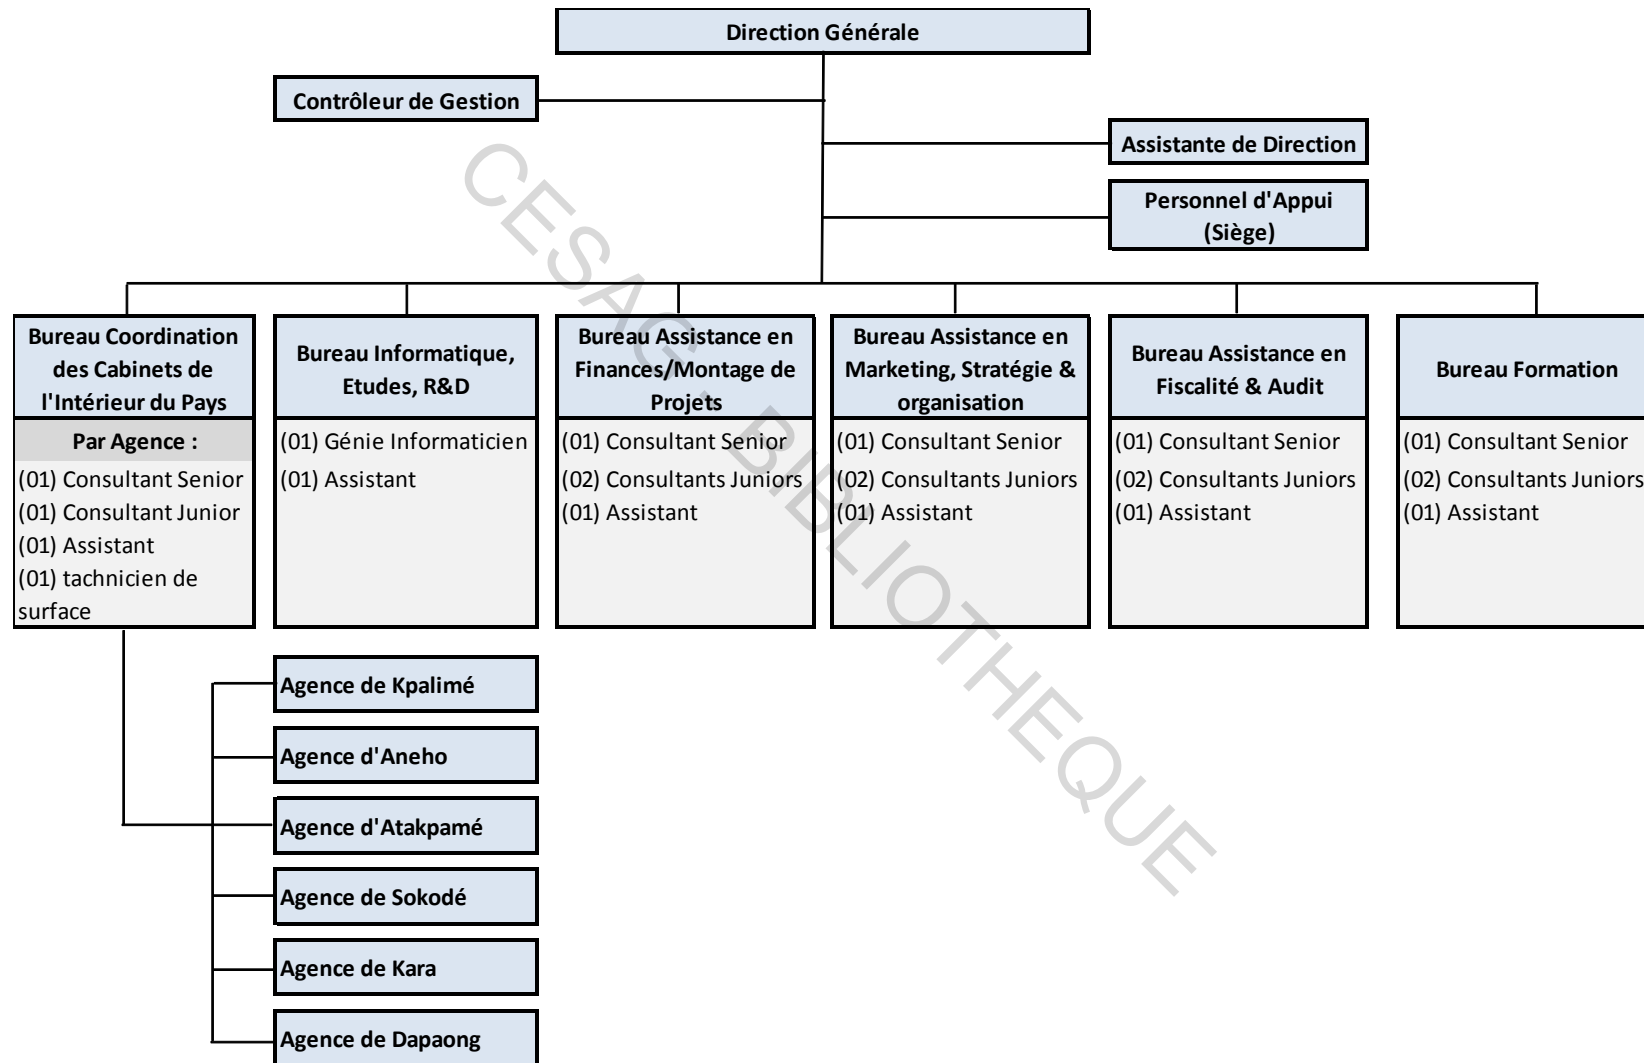 Direction Générale
Contrôleur de Gestion
Assistante de Direction
Personnel d'Appui
(Siège)
Bureau Coordination
des Cabinets de
l'Intérieur du Pays
Par Agence :
(01) Consultant Senior
(01) Consultant Junior
(01) Assistant
(01) tachnicien de
surface
Bureau Informatique,
Etudes, R&D
(01) Génie Informaticien
(01) Assistant
Bureau Assistance en
Finances/Montage de
Projets
(01) Consultant Senior
(02) Consultants Juniors
(01) Assistant
Bureau Assistance en
Marketing, Stratégie &
organisation
(01) Consultant Senior
(02) Consultants Juniors
(01) Assistant
Bureau Assistance en
Fiscalité & Audit
(01) Consultant Senior
(02) Consultants Juniors
(01) Assistant
Bureau Formation
(01) Consultant Senior
(02) Consultants Juniors
(01) Assistant
Agence de Kpalimé
Agence d'Aneho
Agence d'Atakpamé
Agence de Sokodé
Agence de Kara
Agence de Dapaong
CESAG - BIBLIOTHEQUE